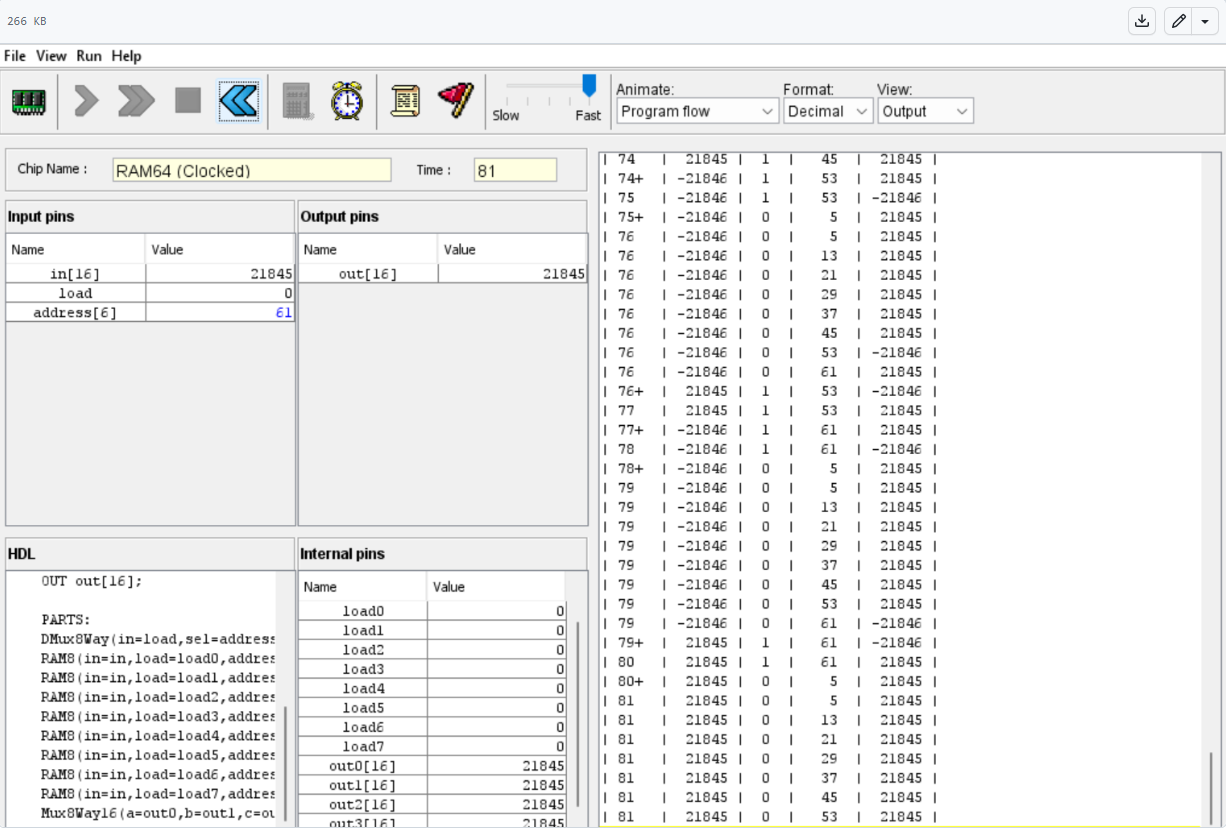 266 KB
File View Run Help
Slow Fast
Animate: Format: View:
Program flow Decimal Output
Chip Name : RAM64 (Clocked) Time : 81
Input pins
Name Value
in[16] 21845
load 0
address[6] 61
Output pins
Name Value
out[16] 21845
HDL
OUT out[16];
PARTS:
DMux8Way(in=load,sel=address
RAM8(in=in,load=load0,addres
RAM8(in=in,load=load1,addres
RAM8(in=in,load=load2,addres
RAM8(in=in,load=load3,addres
RAM8(in=in,load=load4,addres
RAM8(in=in,load=load5,addres
RAM8(in=in,load=load6,addres
RAM8(in=in,load=load7,addres
Mux8Way16(a=out0,b=out1,c=ou
Internal pins
Name Value
load0 0
load1 0
load2 0
load3 0
load4 0
load5 0
load6 0
load7 0
out0[16] 21845
out1[16] 21845
out2[16] 21845
out3[16] 21845
| 74 | 21845 | 1 | 45 | 21845 |
| 74+ | -21846 | 1 | 53 | 21845 |
| 75 | -21846 | 1 | 53 | -21846 |
| 75+ | -21846 | 0 | 5 | 21845 |
| 76 | -21846 | 0 | 5 | 21845 |
| 76 | -21846 | 0 | 13 | 21845 |
| 76 | -21846 | 0 | 21 | 21845 |
| 76 | -21846 | 0 | 29 | 21845 |
| 76 | -21846 | 0 | 37 | 21845 |
| 76 | -21846 | 0 | 45 | 21845 |
| 76 | -21846 | 0 | 53 | -21846 |
| 76 | -21846 | 0 | 61 | 21845 |
| 76+ | 21845 | 1 | 53 | -21846 |
| 77 | 21845 | 1 | 53 | 21845 |
| 77+ | -21846 | 1 | 61 | 21845 |
| 78 | -21846 | 1 | 61 | -21846 |
| 78+ | -21846 | 0 | 5 | 21845 |
| 79 | -21846 | 0 | 5 | 21845 |
| 79 | -21846 | 0 | 13 | 21845 |
| 79 | -21846 | 0 | 21 | 21845 |
| 79 | -21846 | 0 | 29 | 21845 |
| 79 | -21846 | 0 | 37 | 21845 |
| 79 | -21846 | 0 | 45 | 21845 |
| 79 | -21846 | 0 | 53 | 21845 |
| 79 | -21846 | 0 | 61 | -21846 |
| 79+ | 21845 | 1 | 61 | -21846 |
| 80 | 21845 | 1 | 61 | 21845 |
| 80+ | 21845 | 0 | 5 | 21845 |
| 81 | 21845 | 0 | 5 | 21845 |
| 81 | 21845 | 0 | 13 | 21845 |
| 81 | 21845 | 0 | 21 | 21845 |
| 81 | 21845 | 0 | 29 | 21845 |
| 81 | 21845 | 0 | 37 | 21845 |
| 81 | 21845 | 0 | 45 | 21845 |
| 81 | 21845 | 0 | 53 | 21845 |